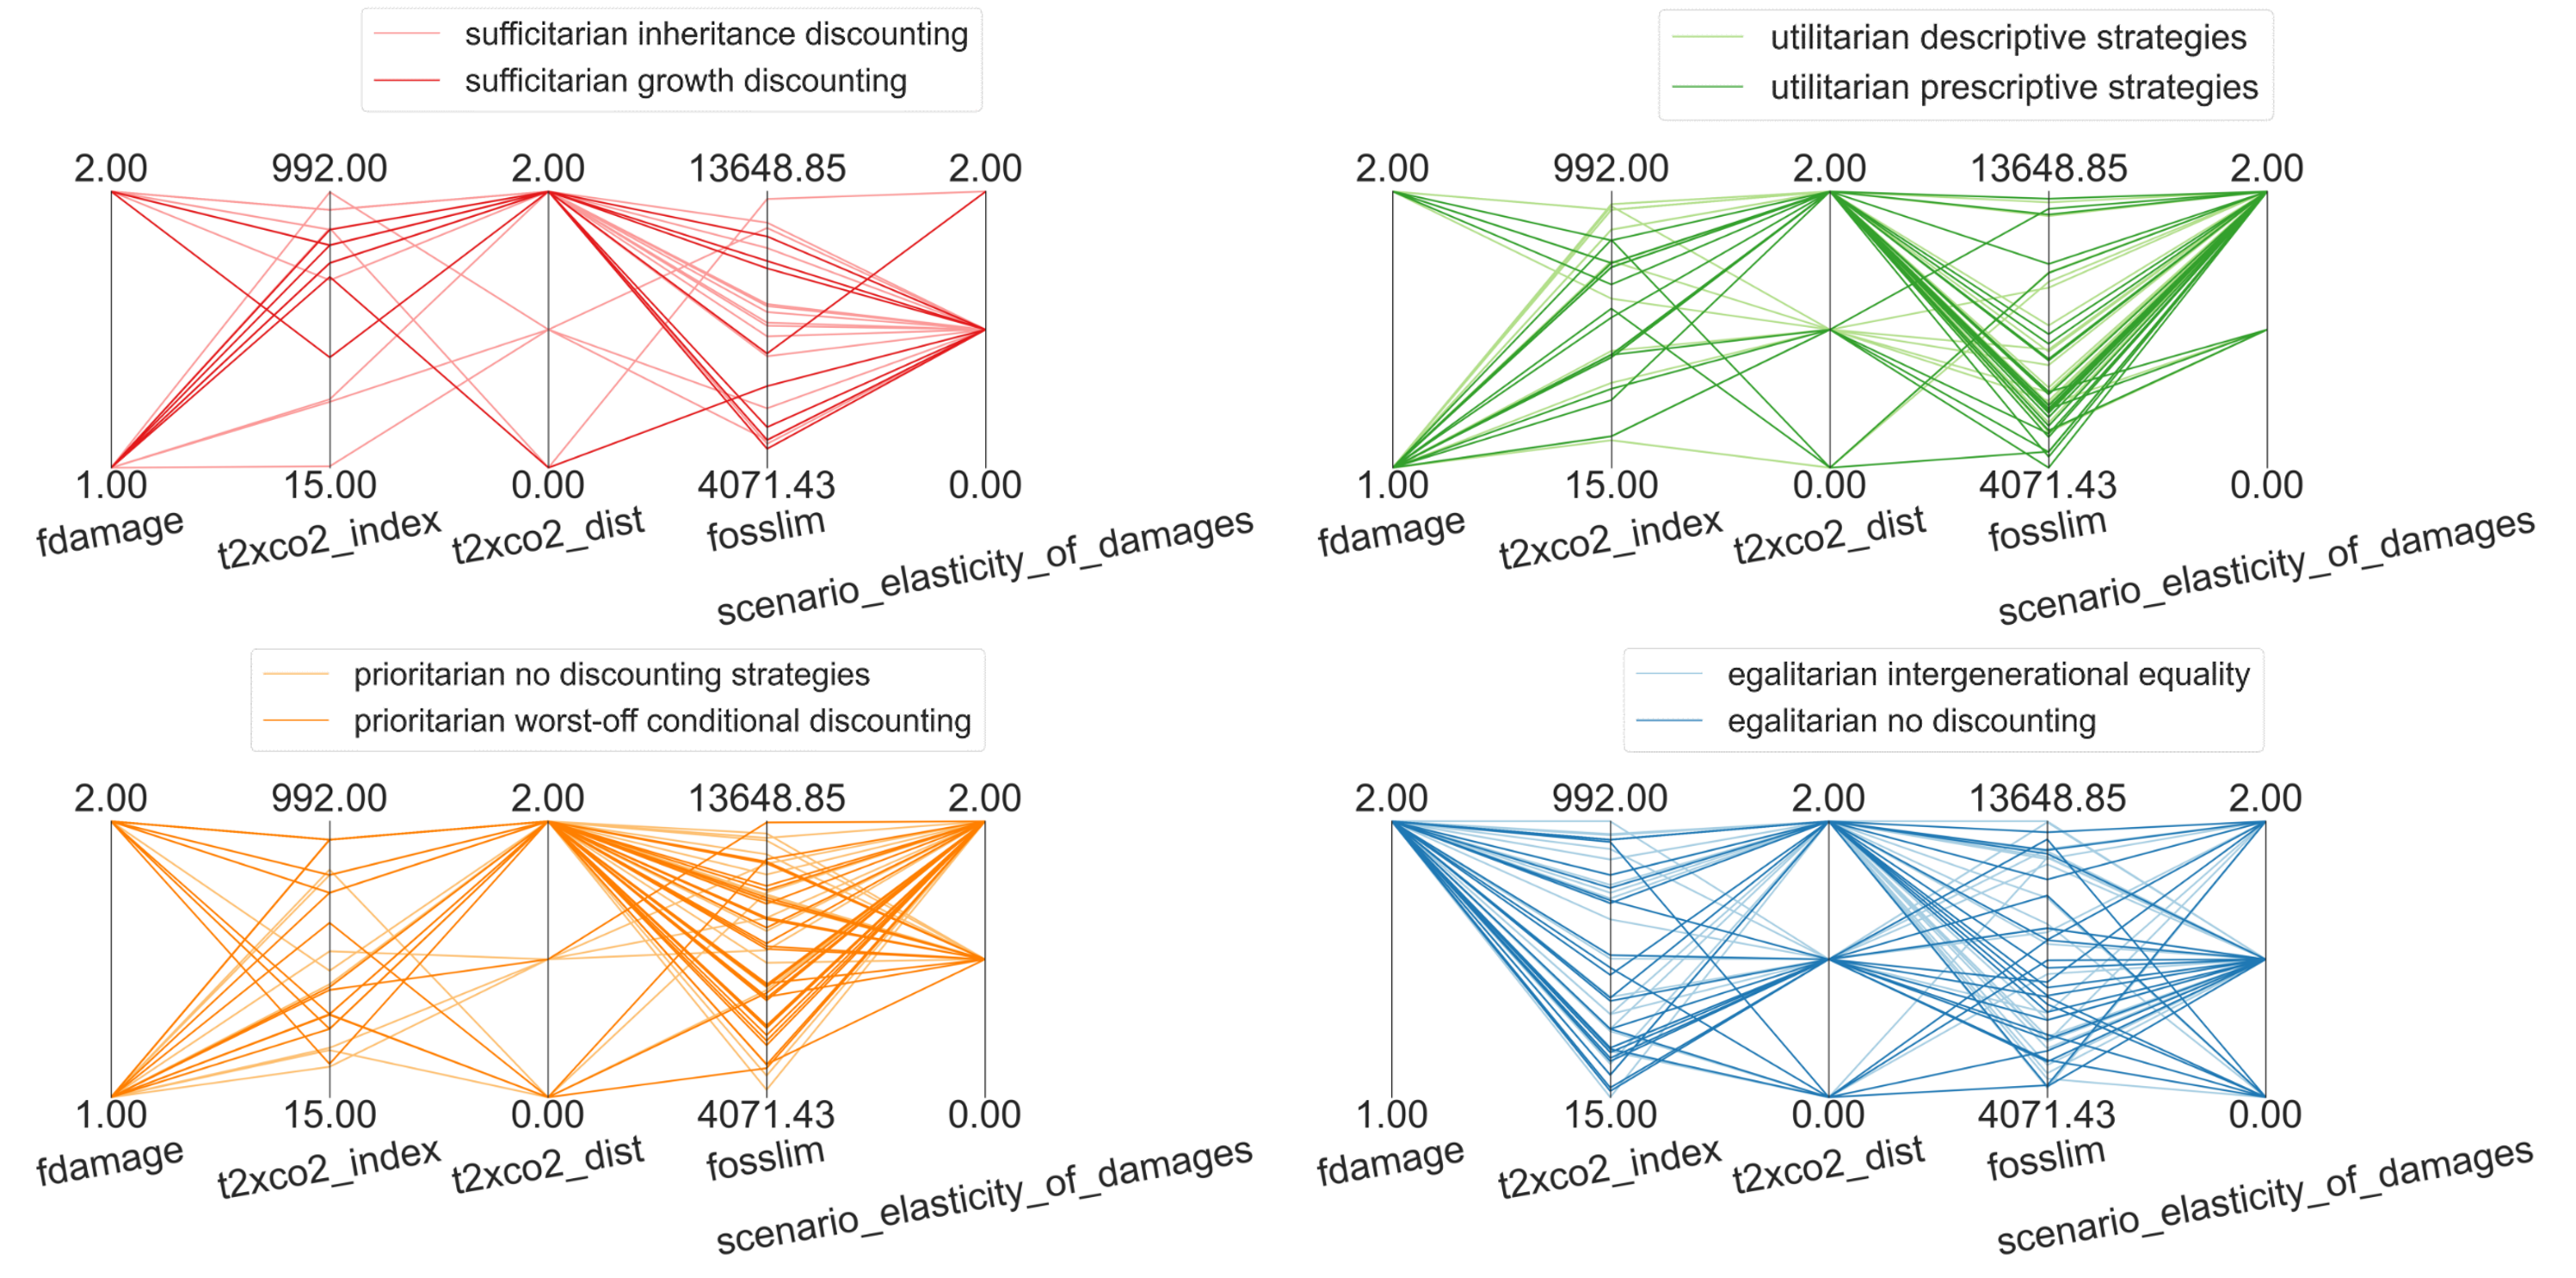 sufficitarian inheritance discounting
sufficitarian growth discounting
2.00 992.00 2.00 13648.85 2.00
1.00 15.00 0.00 4071.43 0.00
fdamage t2xco2_index t2xco2_dist fosslim scenario_elasticity_of_damages
utilitarian descriptive strategies
utilitarian prescriptive strategies
2.00 992.00 2.00 13648.85 2.00
1.00 15.00 0.00 4071.43 0.00
fdamage t2xco2_index t2xco2_dist fosslim scenario_elasticity_of_damages
prioritarian no discounting strategies
prioritarian worst-off conditional discounting
2.00 992.00 2.00 13648.85 2.00
1.00 15.00 0.00 4071.43 0.00
fdamage t2xco2_index t2xco2_dist fosslim scenario_elasticity_of_damages
egalitarian intergenerational equality
egalitarian no discounting
2.00 992.00 2.00 13648.85 2.00
1.00 15.00 0.00 4071.43 0.00
fdamage t2xco2_index t2xco2_dist fosslim scenario_elasticity_of_damages